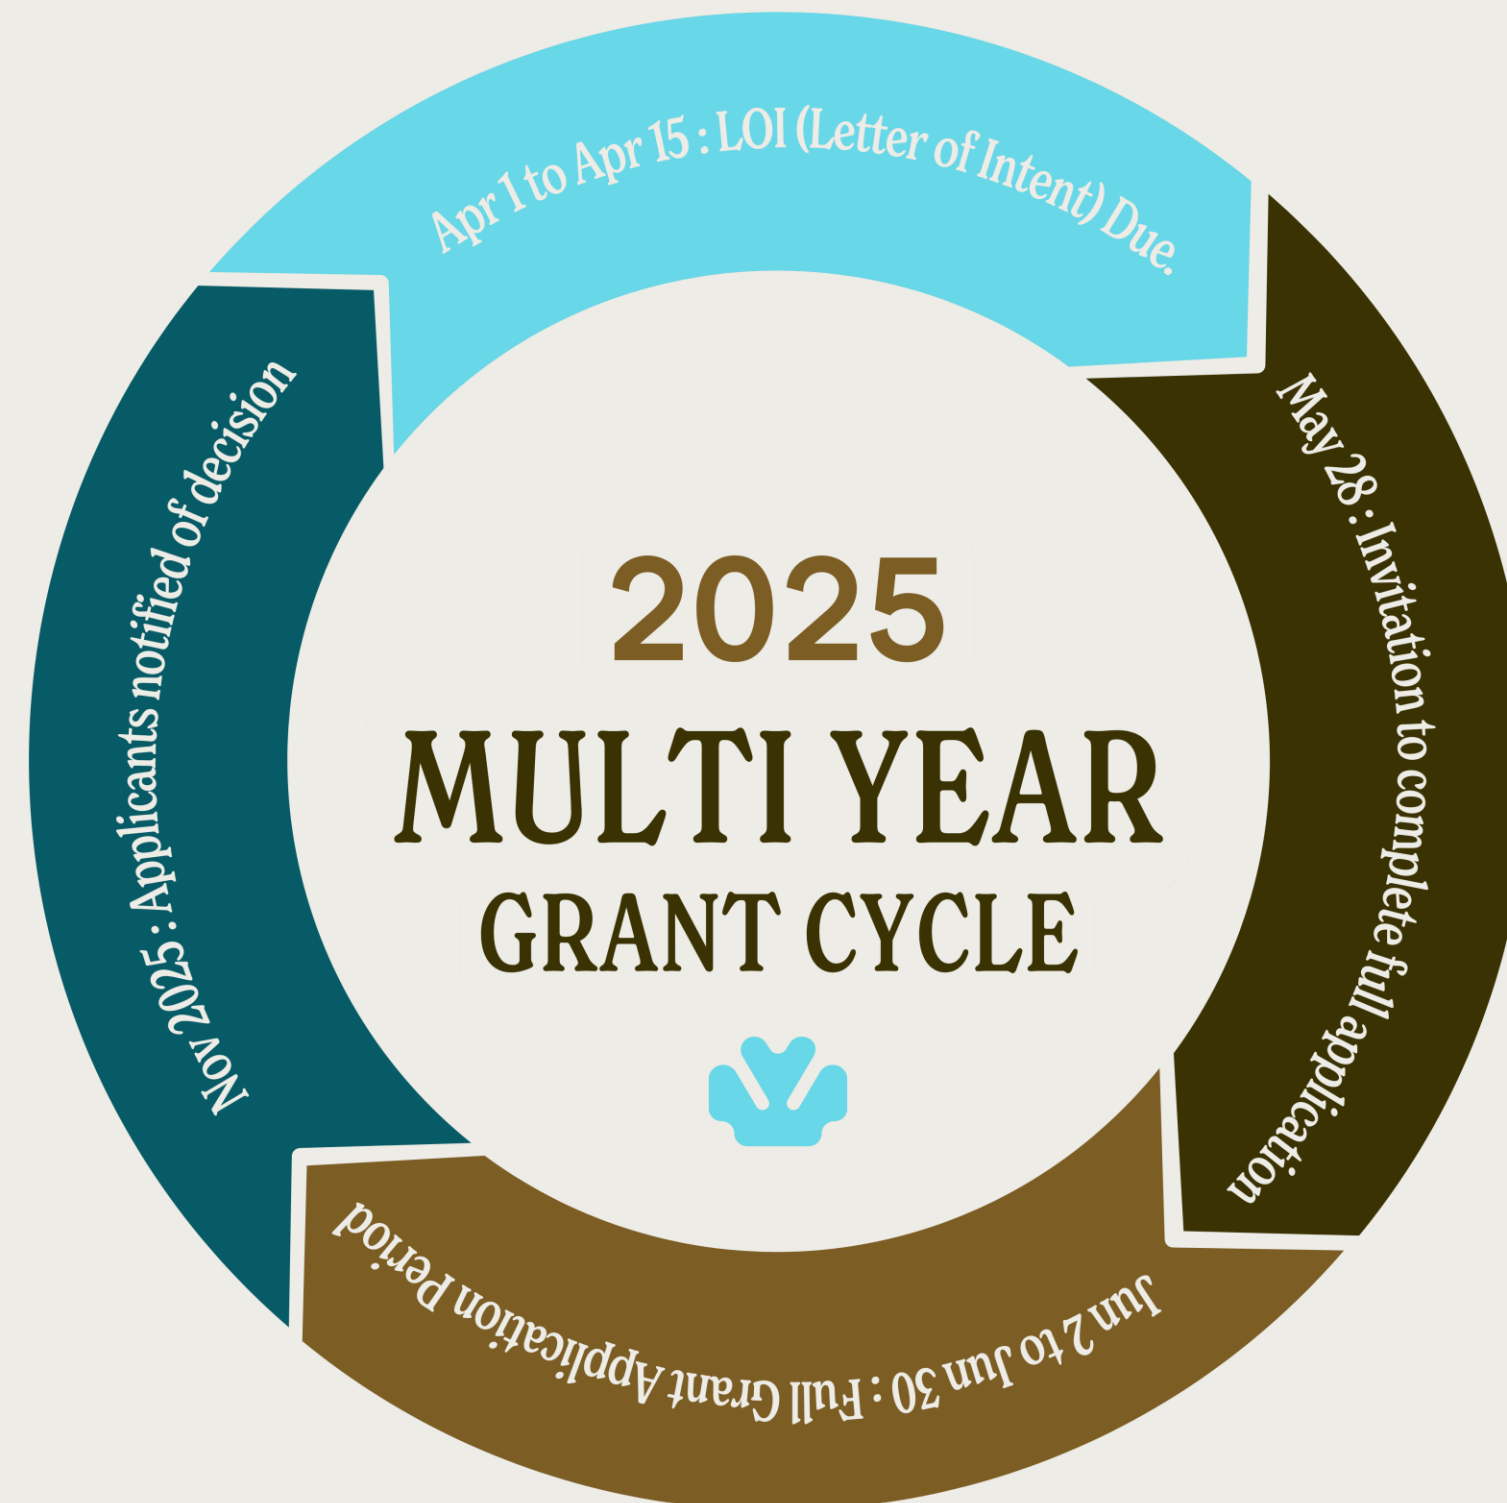 Apr 1 to Apr 15 : LOI (Letter of Intent) Due.
May 28 : Invitation to complete full application
Jun 2 to Jun 30 : Full Grant Application Period
Nov 2025 : Applicants notified of decision
2025
MULTI YEAR
GRANT CYCLE